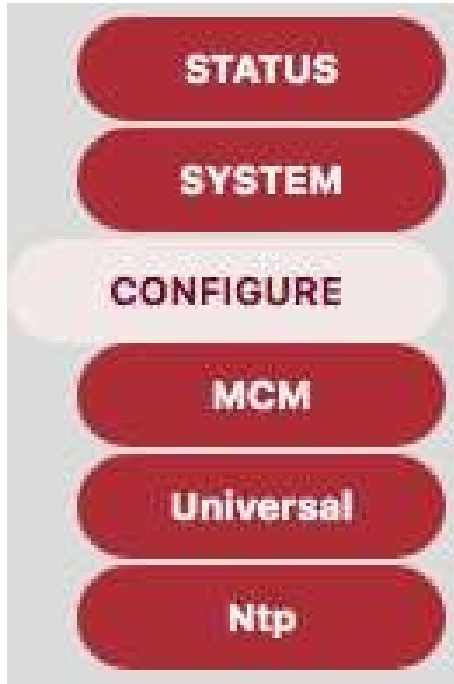 STATUS
SYSTEM
CONFIGURE
MCM
Universal
Ntp